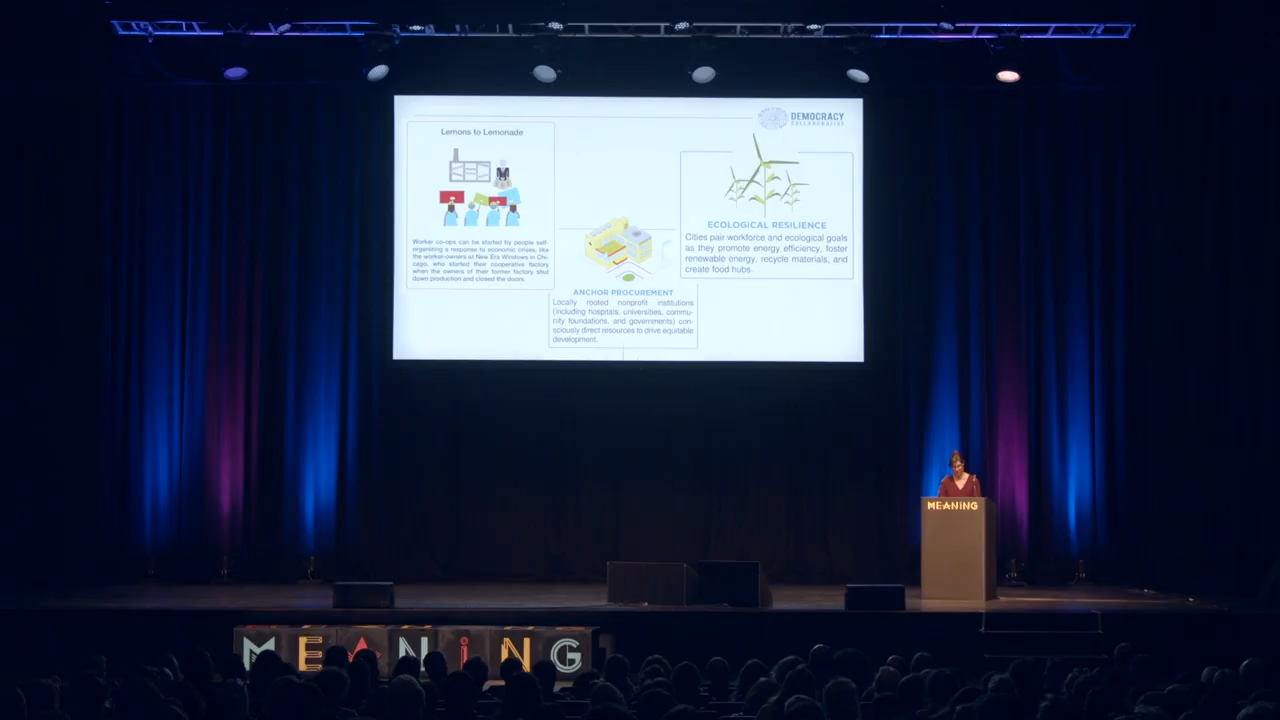 DEMOCRACY
COLLABORATIVE
Lemons to Lemonade
Worker co-ops can be started by people self-
organizing a response to economic crises, like
the worker-owners at New Era Windows in Chi-
cago, who started their cooperative factory
when the owners of their former factory shut
down production and closed the doors.
ANCHOR PROCUREMENT
Locally rooted nonprofit institutions
(including hospitals, universities, commu-
nity foundations, and governments) con-
sciously direct resources to drive equitable
development.
ECOLOGICAL RESILIENCE
Cities pair workforce and ecological goals
as they promote energy efficiency, foster
renewable energy, recycle materials, and
create food hubs.
MEANING
MEANING